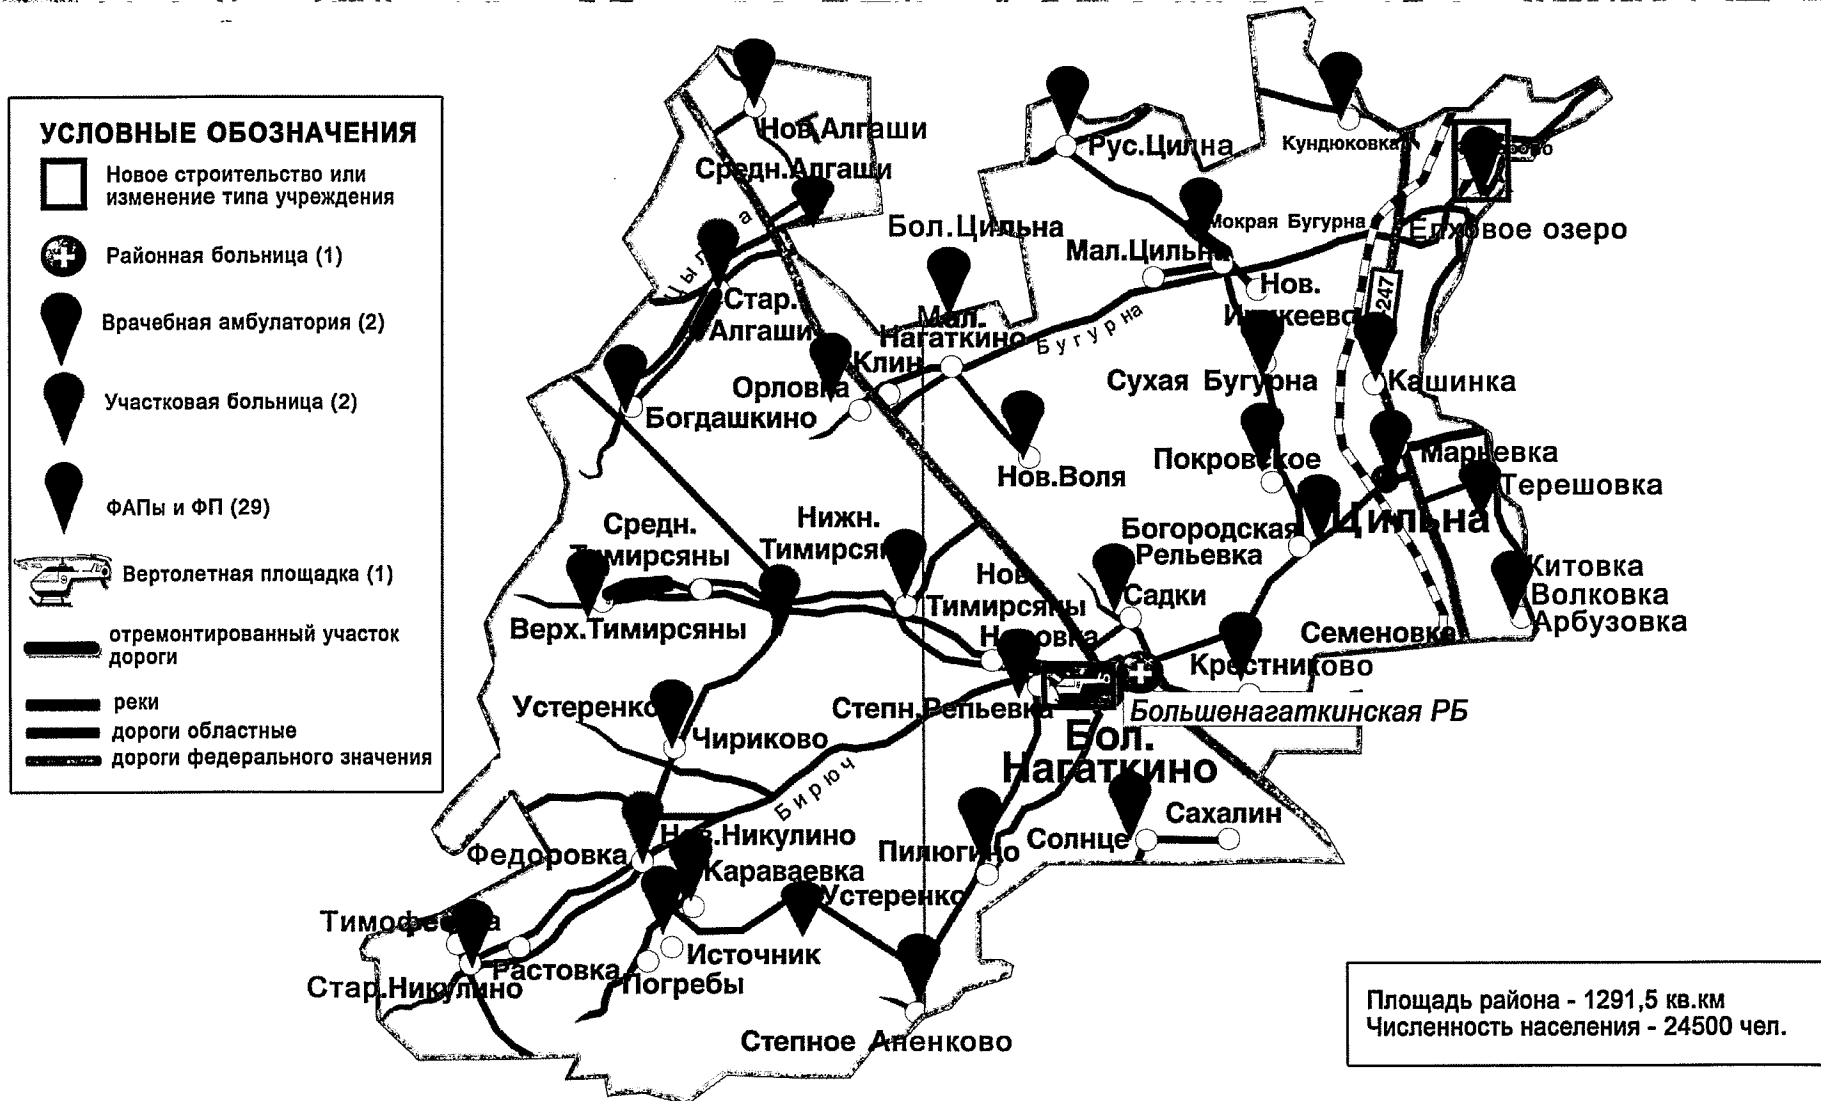 УСЛОВНЫЕ ОБОЗНАЧЕНИЯ
Новое строительство или
изменение типа учреждения
Районная больница (1)
Врачебная амбулатория (2)
Участковая больница (2)
ФАПы и ФП (29)
Вертолетная площадка (1)
отремонтированный участок
дороги
реки
дороги областные
дороги федерального значения
Нов.Алгаши
Средн.Алгаши
Рус.Цилна
Кундюковка
Бол.Цильна
Мокрая Бугурна
Елховое озеро
Мал.Цильна
Стар.
Алгаши
Нов.
247
Мал.
Нагаткино
Бугурна
Клин
Орловка
Сухая Бугурна
Кашинка
Богдашкино
Нов.Воля
Покровское
Марьевка
Терешовка
Цильна
Средн.
Тимирсяны
Нижн.
Тимирсяны
Богородская
Рельевка
Нов.
Тимирсяны
Садки
Китовка
Волковка
Арбузовка
Верх.Тимирсяны
Семеновка
Крестниково
Устеренко
Степн.Репьевка
Большенагаткинская РБ
Чириково
Бол.
Нагаткино
Бирюч
Сахалин
Солнце
Нов.Никулино
Федоровка
Пилюгино
Караваевка
Устеренко
Источник
Растовка
Погребы
Стар.Никулино
Степное Аненково
Площадь района - 1291,5 кв.км
Численность населения - 24500 чел.